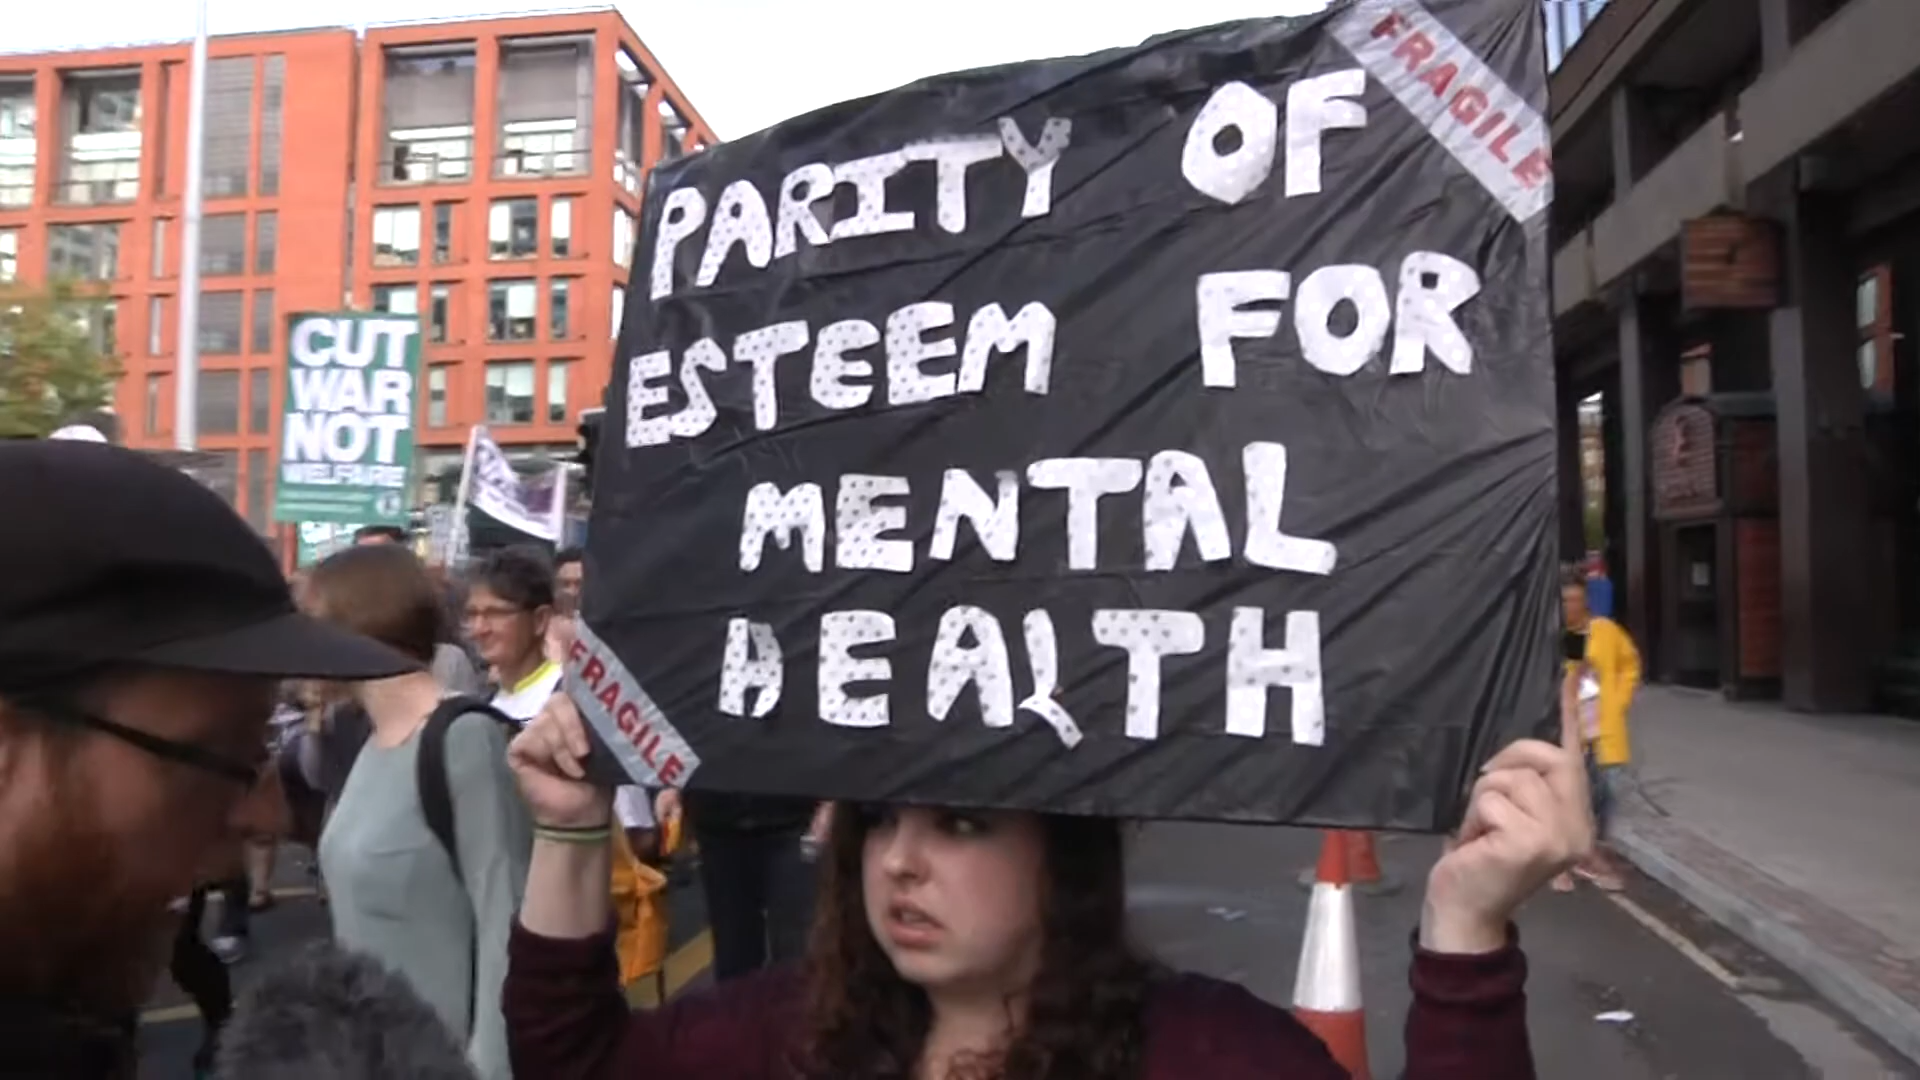 PARITY OF
ESTEEM FOR
MENTAL
HEALTH
FRAGILE
FRAGILE
CUT
WAR
NOT
WELFARE